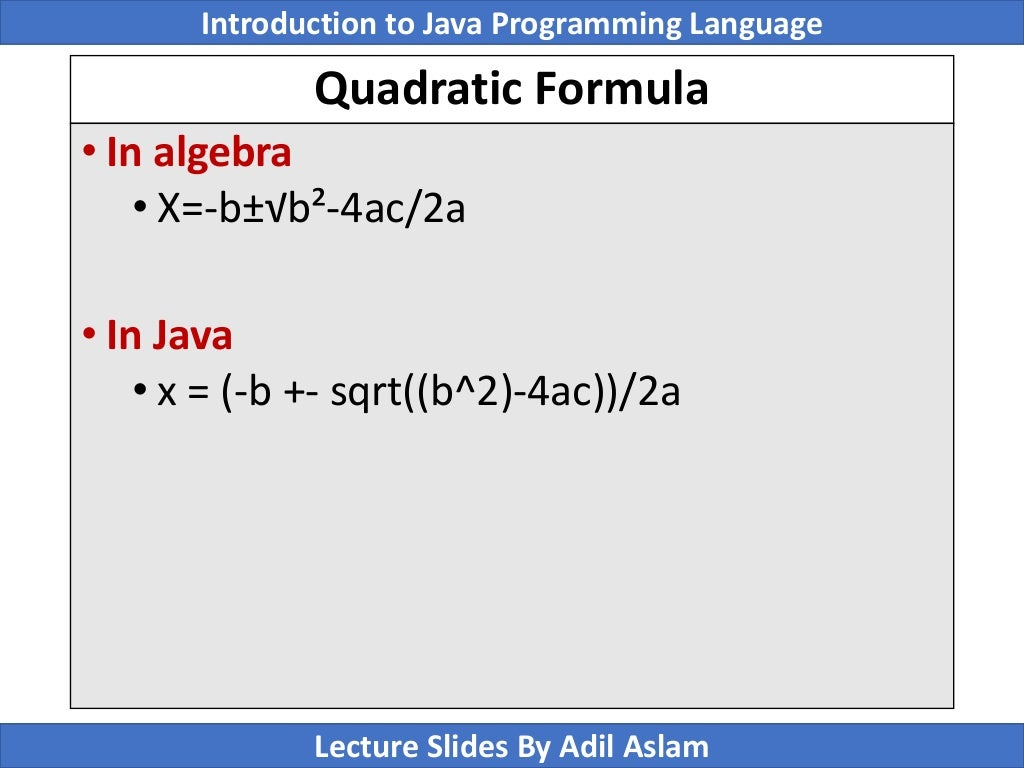 Introduction to Java Programming Language
Quadratic Formula
• In algebra
• X=-b±√b²-4ac/2a
• In Java
• x = (-b +- sqrt((b^2)-4ac))/2a
Lecture Slides By Adil Aslam